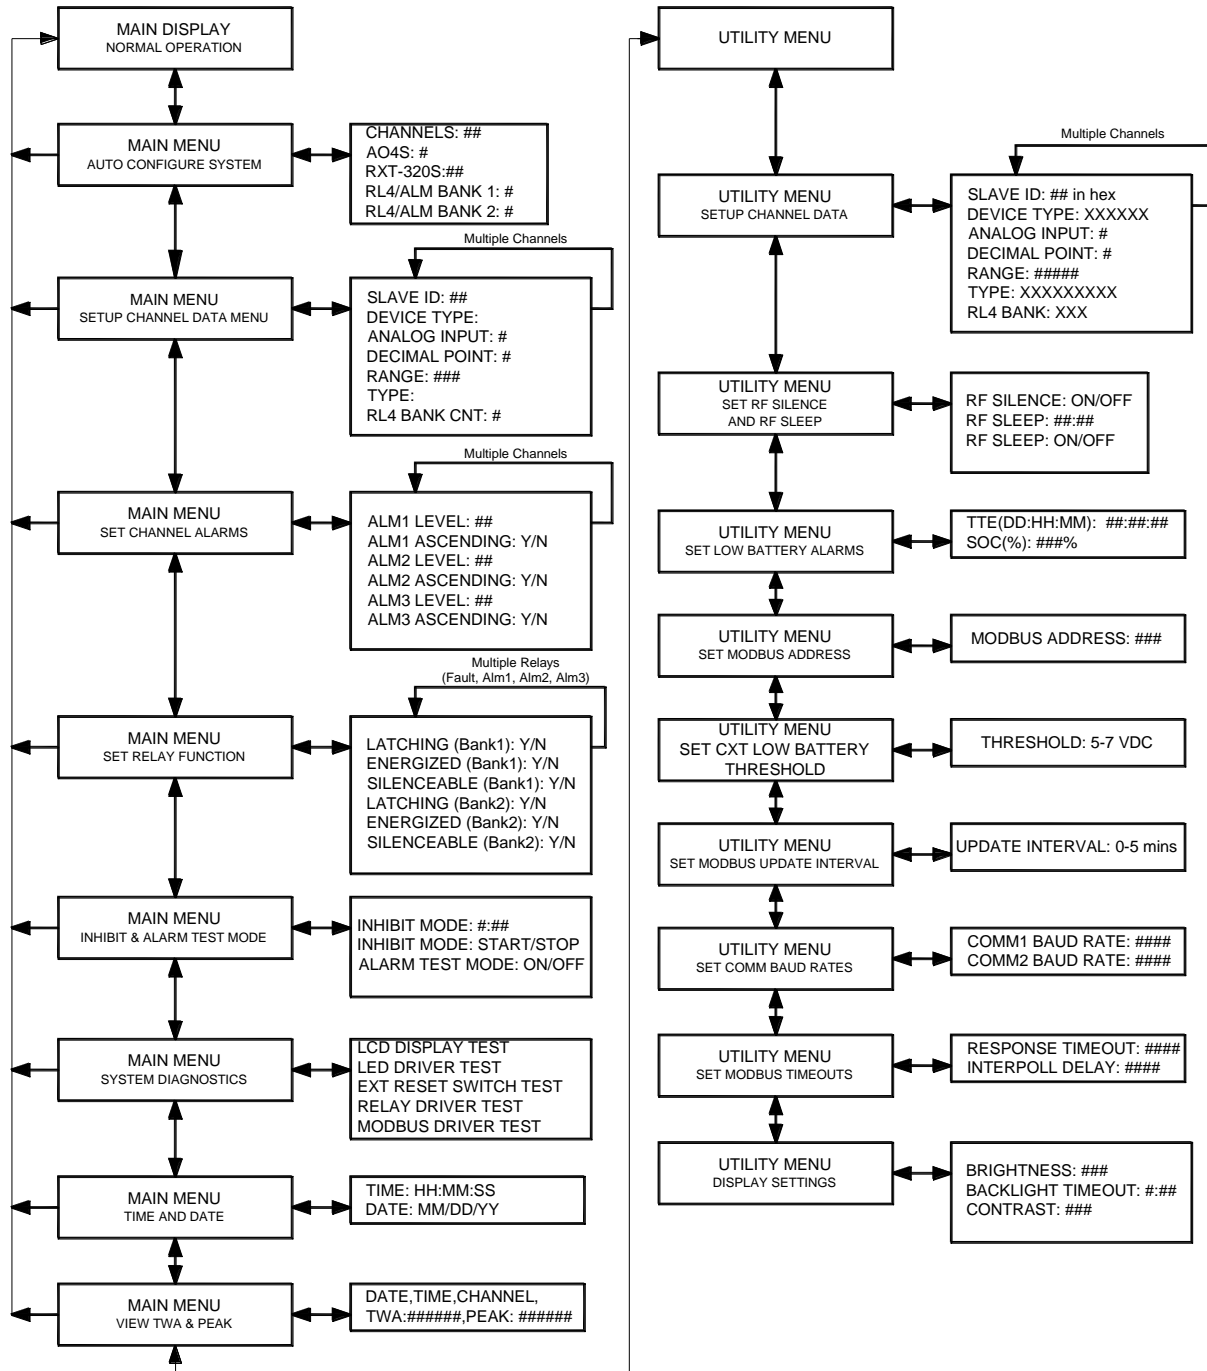 MAIN DISPLAY
NORMAL OPERATION
MAIN MENU
AUTO CONFIGURE SYSTEM
CHANNELS: ##
AO4S: #
RXT-320S:##
RL4/ALM BANK 1: #
RL4/ALM BANK 2: #
MAIN MENU
SETUP CHANNEL DATA MENU
Multiple Channels
SLAVE ID: ##
DEVICE TYPE:
ANALOG INPUT: #
DECIMAL POINT: #
RANGE: ###
TYPE:
RL4 BANK CNT: #
MAIN MENU
SET CHANNEL ALARMS
Multiple Channels
ALM1 LEVEL: ##
ALM1 ASCENDING: Y/N
ALM2 LEVEL: ##
ALM2 ASCENDING: Y/N
ALM3 LEVEL: ##
ALM3 ASCENDING: Y/N
MAIN MENU
SET RELAY FUNCTION
Multiple Relays
(Fault, Alm1, Alm2, Alm3)
LATCHING (Bank1): Y/N
ENERGIZED (Bank1): Y/N
SILENCEABLE (Bank1): Y/N
LATCHING (Bank2): Y/N
ENERGIZED (Bank2): Y/N
SILENCEABLE (Bank2): Y/N
MAIN MENU
INHIBIT & ALARM TEST MODE
INHIBIT MODE: #:##
INHIBIT MODE: START/STOP
ALARM TEST MODE: ON/OFF
MAIN MENU
SYSTEM DIAGNOSTICS
LCD DISPLAY TEST
LED DRIVER TEST
EXT RESET SWITCH TEST
RELAY DRIVER TEST
MODBUS DRIVER TEST
MAIN MENU
TIME AND DATE
TIME: HH:MM:SS
DATE: MM/DD/YY
MAIN MENU
VIEW TWA & PEAK
DATE,TIME,CHANNEL,
TWA:######,PEAK: ######
UTILITY MENU
UTILITY MENU
SETUP CHANNEL DATA
Multiple Channels
SLAVE ID: ## in hex
DEVICE TYPE: XXXXXX
ANALOG INPUT: #
DECIMAL POINT: #
RANGE: #####
TYPE: XXXXXXXXX
RL4 BANK: XXX
UTILITY MENU
SET RF SILENCE
AND RF SLEEP
RF SILENCE: ON/OFF
RF SLEEP: ##:##
RF SLEEP: ON/OFF
UTILITY MENU
SET LOW BATTERY ALARMS
TTE(DD:HH:MM): ##:##:##
SOC(%): ###%
UTILITY MENU
SET MODBUS ADDRESS
MODBUS ADDRESS: ###
UTILITY MENU
SET CXT LOW BATTERY
THRESHOLD
THRESHOLD: 5-7 VDC
UTILITY MENU
SET MODBUS UPDATE INTERVAL
UPDATE INTERVAL: 0-5 mins
UTILITY MENU
SET COMM BAUD RATES
COMM1 BAUD RATE: ####
COMM2 BAUD RATE: ####
UTILITY MENU
SET MODBUS TIMEOUTS
RESPONSE TIMEOUT: ####
INTERPOLL DELAY: ####
UTILITY MENU
DISPLAY SETTINGS
BRIGHTNESS: ###
BACKLIGHT TIMEOUT: #:##
CONTRAST: ###